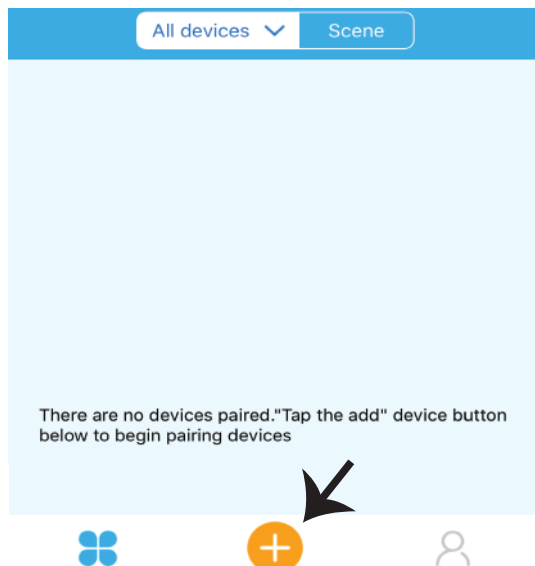 All devices Scene
There are no devices paired."Tap the add" device button
below to begin pairing devices